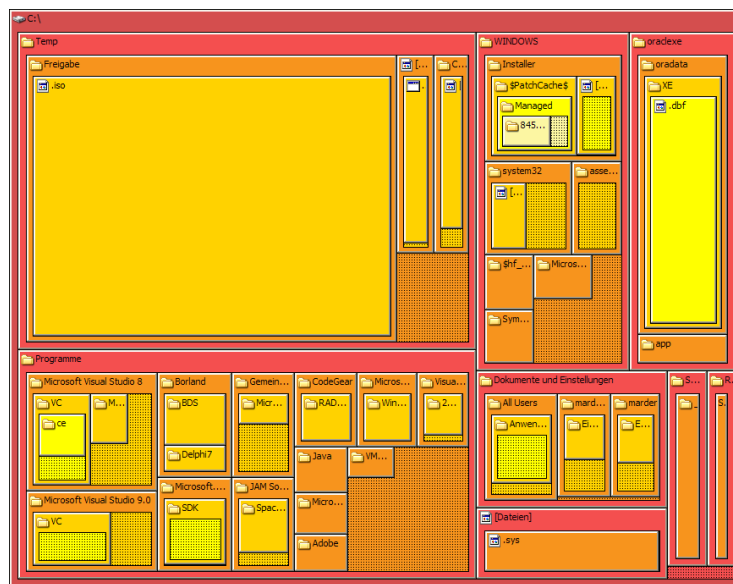 C:\
Temp
Freigabe
.iso
[...
.
C...
[
WINDOWS
Installer
$PatchCache$
Managed
845...
[...
system32
[...
asse...
$hf_...
Micros...
Sym...
oraclexe
oradata
XE
.dbf
app
Programme
Microsoft Visual Studio 8
VC
ce
M...
Microsoft Visual Studio 9.0
VC
Borland
BDS
Delphi7
Microsoft....
SDK
Gemein...
Micr...
JAM So...
Spac...
CodeGear
RAD...
Java
Micro...
Adobe
Micros...
Win...
VM...
Visua...
2...
Dokumente und Einstellungen
All Users
Anwen...
mard...
Ei...
marder
E...
[Dateien]
.sys
S...
R.
S.